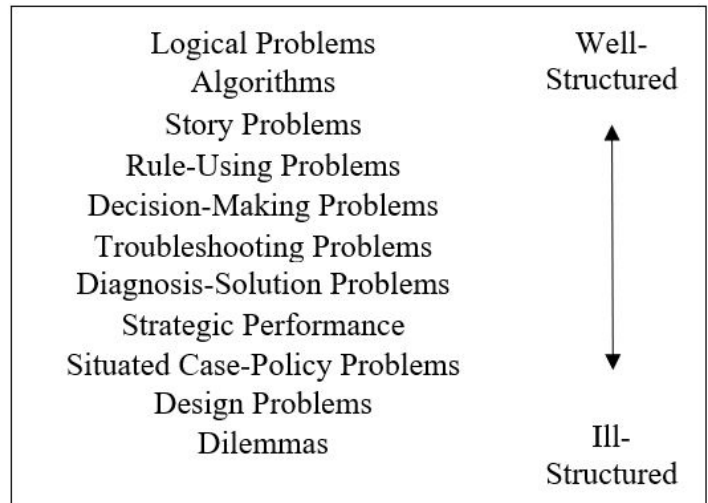 Logical Problems
Algorithms
Story Problems
Rule-Using Problems
Decision-Making Problems
Troubleshooting Problems
Diagnosis-Solution Problems
Strategic Performance
Situated Case-Policy Problems
Design Problems
Dilemmas
Well-
Structured
Ill-
Structured